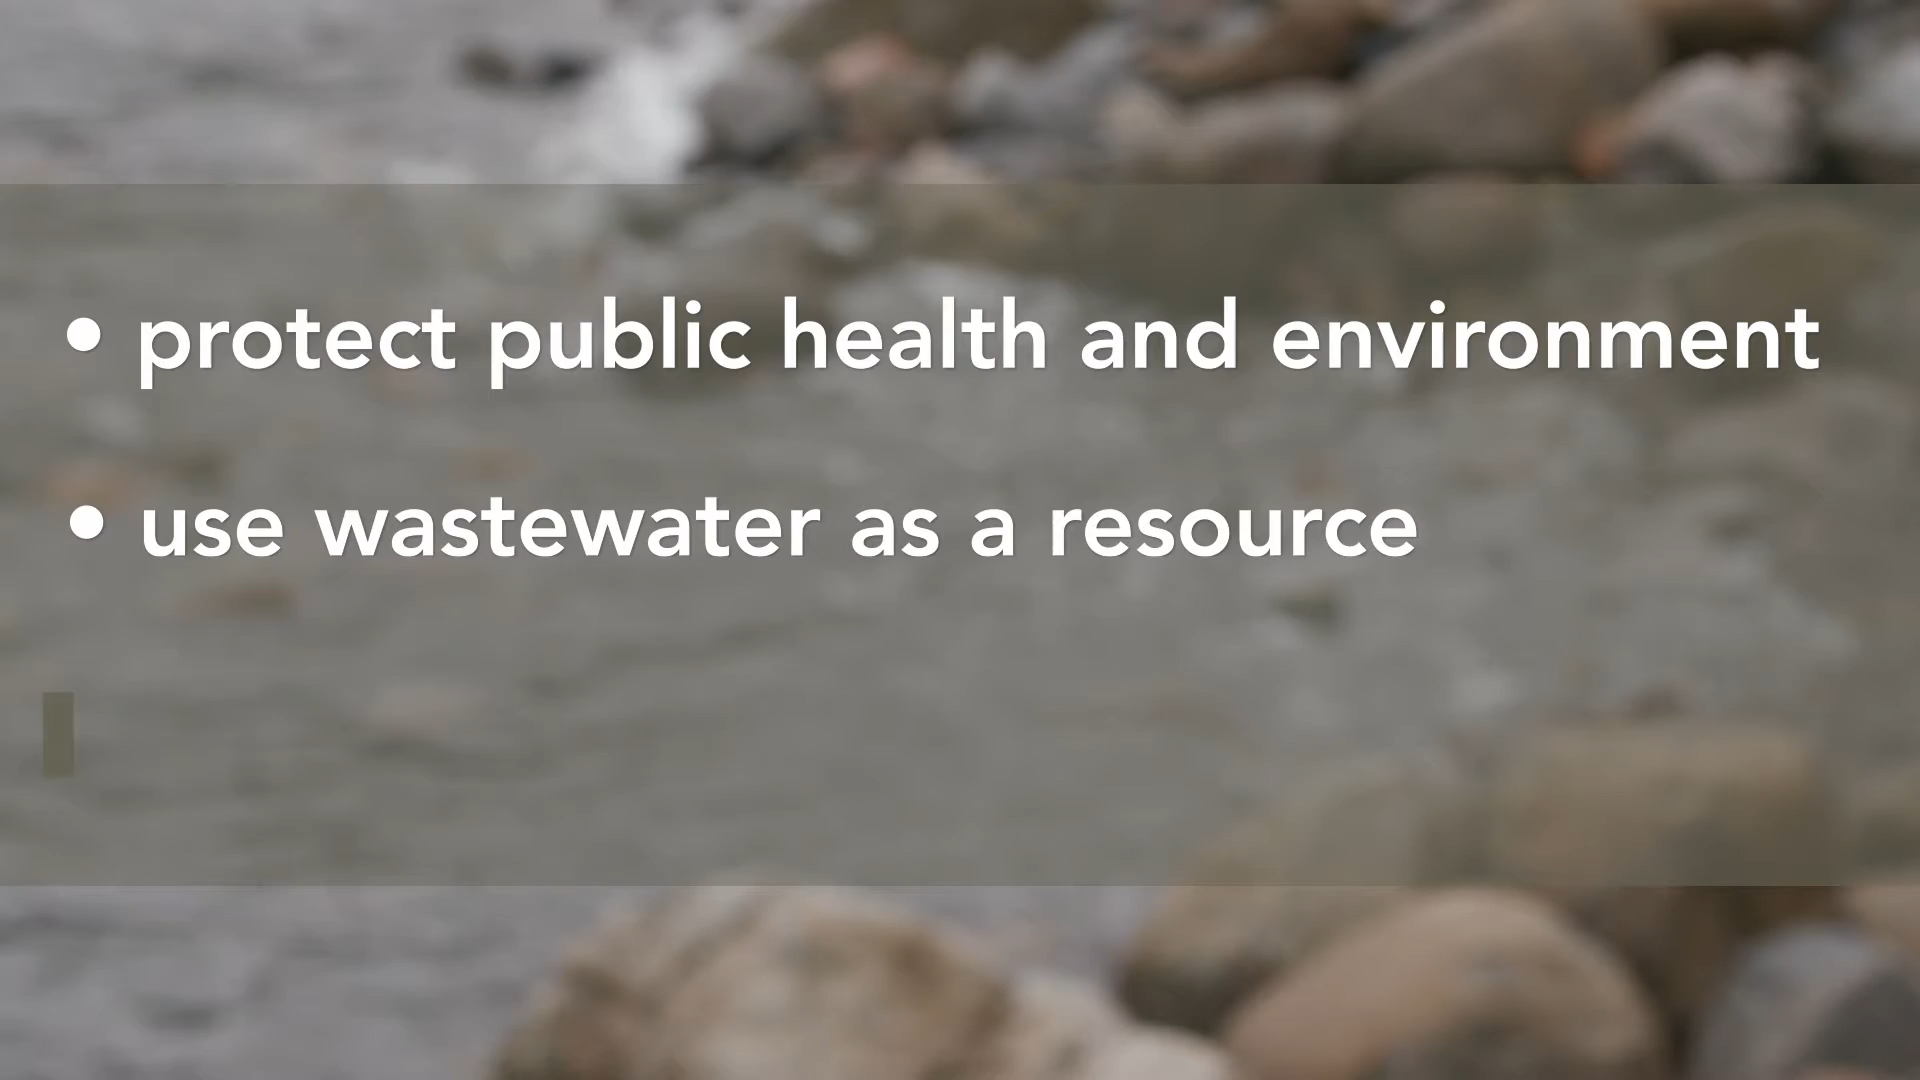 • protect public health and environment
• use wastewater as a resource